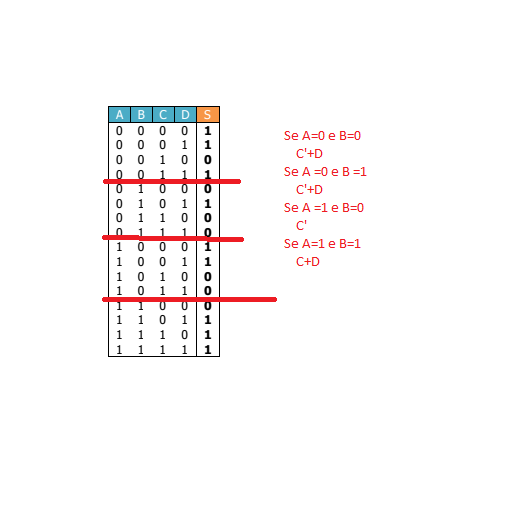 A B C D S
0 0 0 0 1
0 0 0 1 1
0 0 1 0 0
0 0 1 1 1
0 1 0 0 0
0 1 0 1 1
0 1 1 0 0
0 1 1 1 0
1 0 0 0 1
1 0 0 1 1
1 0 1 0 0
1 0 1 1 0
1 1 0 0 0
1 1 0 1 1
1 1 1 0 1
1 1 1 1 1
Se A=0 e B=0
C'+D
Se A =0 e B =1
C'+D
Se A =1 e B=0
C'
Se A=1 e B=1
C+D